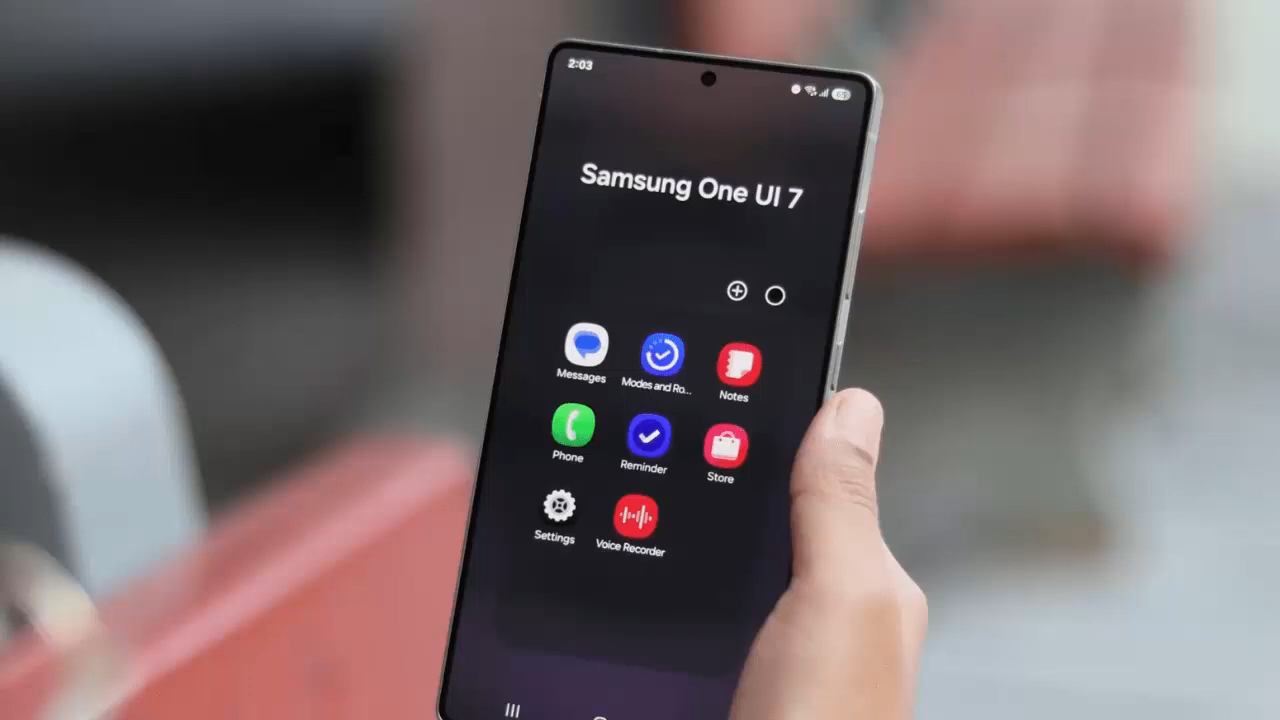 2:03
Samsung One UI 7
Messages
Modes and Ro...
Notes
Phone
Reminder
Store
Settings
Voice Recorder